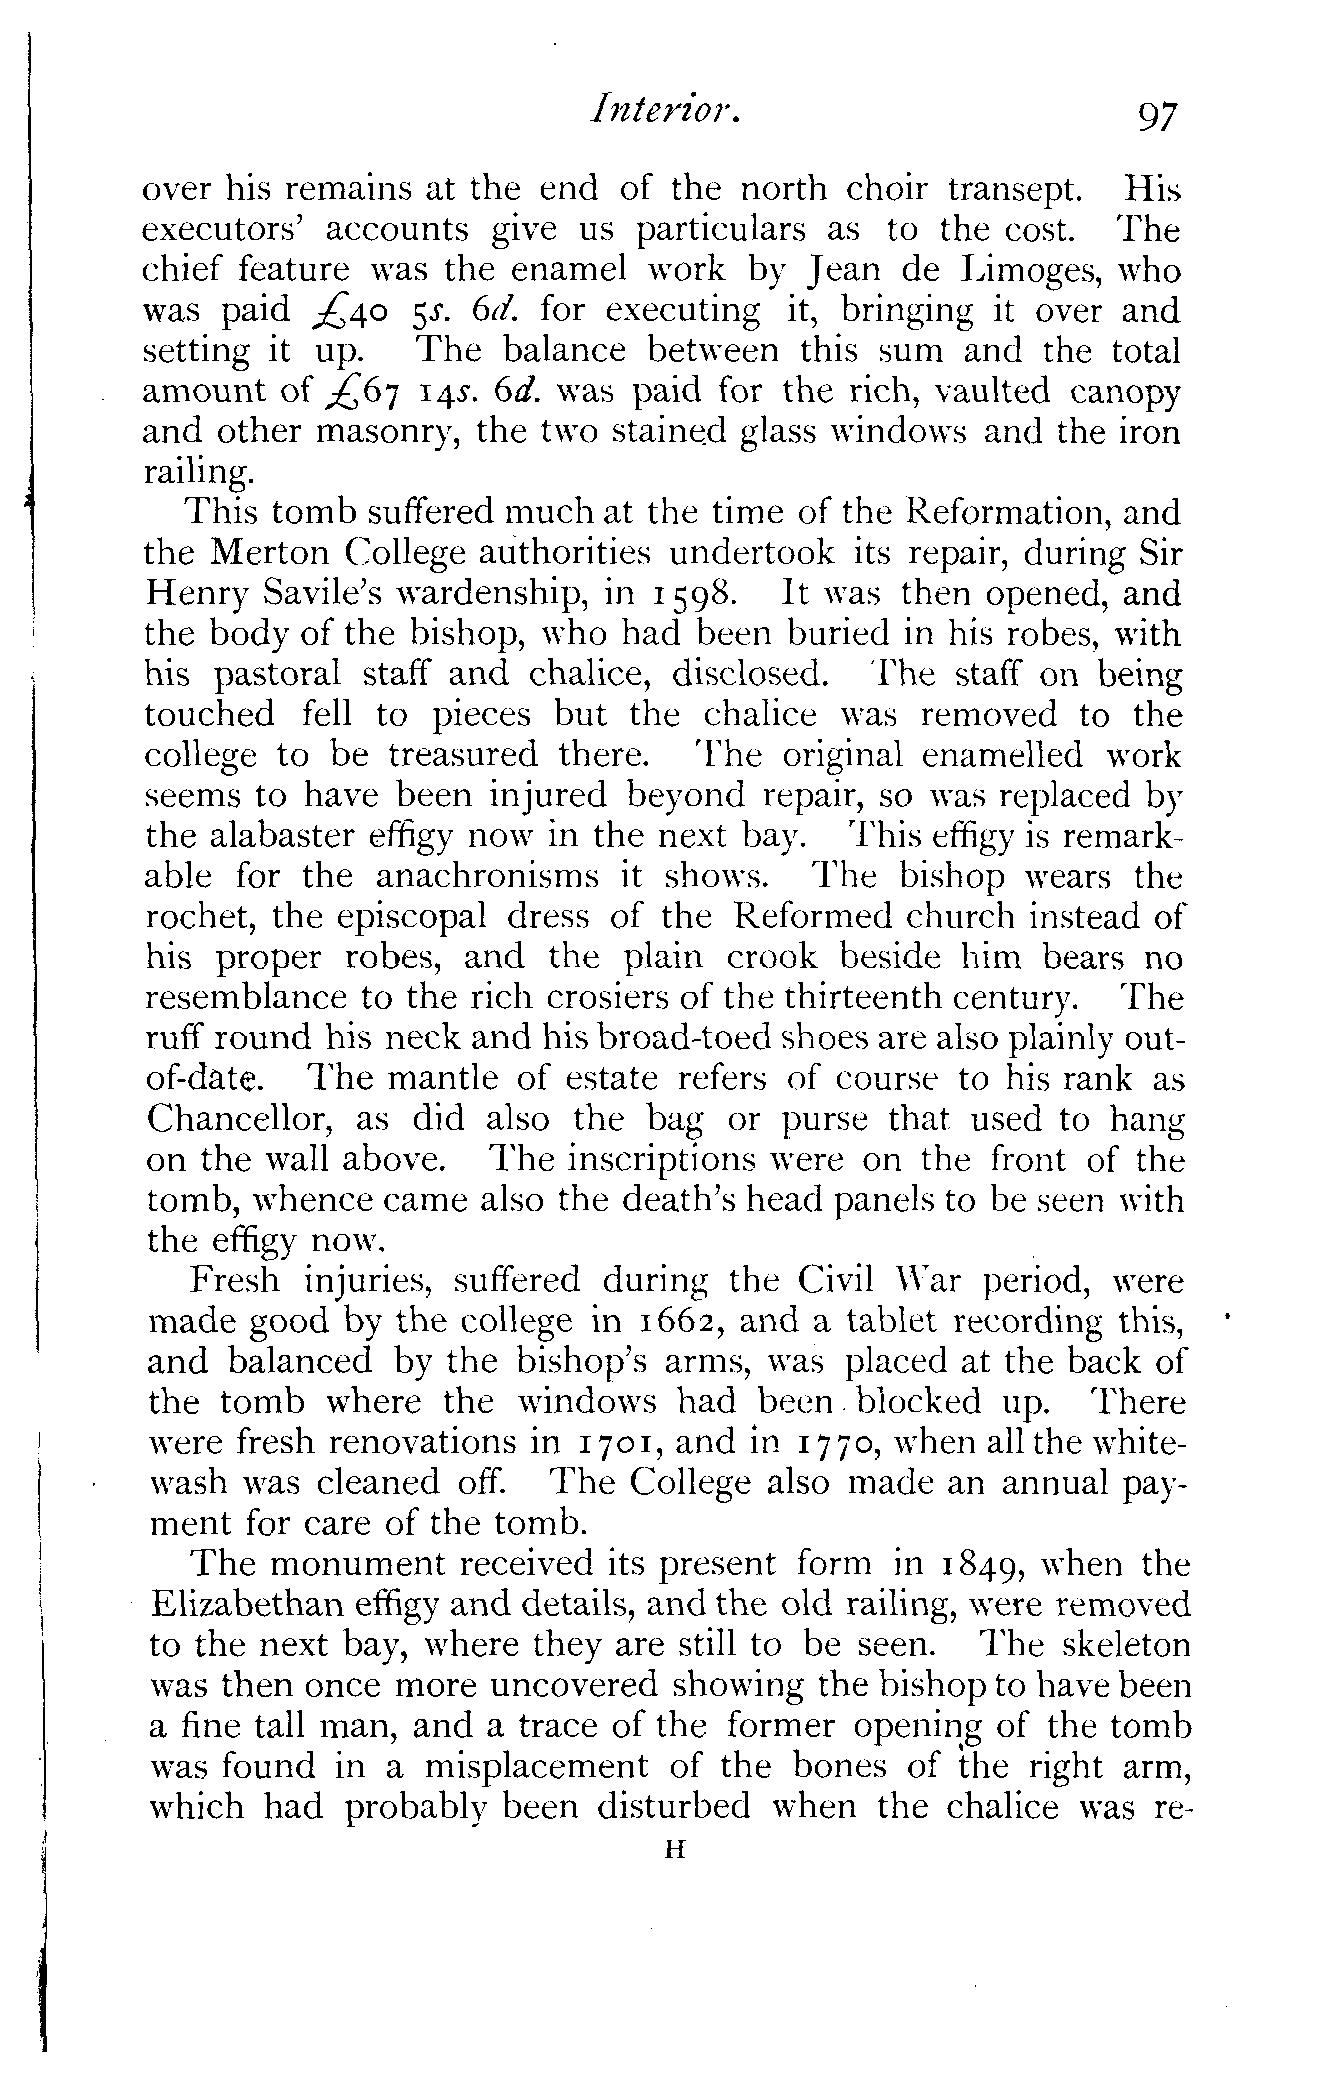 Interior. 97
over his remains at the end of the north choir transept. His
executors' accounts give us particulars as to the cost. The
chief feature was the enamel work by Jean de Limoges, who
was paid £40 5s. 6d. for executing it, bringing it over and
setting it up. The balance between this sum and the total
amount of £67 14s. 6d. was paid for the rich, vaulted canopy
and other masonry, the two stained glass windows and the iron
railing.
This tomb suffered much at the time of the Reformation, and
the Merton College authorities undertook its repair, during Sir
Henry Savile's wardenship, in 1598. It was then opened, and
the body of the bishop, who had been buried in his robes, with
his pastoral staff and chalice, disclosed. The staff on being
touched fell to pieces but the chalice was removed to the
college to be treasured there. The original enamelled work
seems to have been injured beyond repair, so was replaced by
the alabaster effigy now in the next bay. This effigy is remark-
able for the anachronisms it shows. The bishop wears the
rochet, the episcopal dress of the Reformed church instead of
his proper robes, and the plain crook beside him bears no
resemblance to the rich crosiers of the thirteenth century. The
ruff round his neck and his broad-toed shoes are also plainly out-
of-date. The mantle of estate refers of course to his rank as
Chancellor, as did also the bag or purse that used to hang
on the wall above. The inscriptions were on the front of the
tomb, whence came also the death's head panels to be seen with
the effigy now.
Fresh injuries, suffered during the Civil War period, were
made good by the college in 1662, and a tablet recording this,
and balanced by the bishop's arms, was placed at the back of
the tomb where the windows had been blocked up. There
were fresh renovations in 1701, and in 1770, when all the white-
wash was cleaned off. The College also made an annual pay-
ment for care of the tomb.
The monument received its present form in 1849, when the
Elizabethan effigy and details, and the old railing, were removed
to the next bay, where they are still to be seen. The skeleton
was then once more uncovered showing the bishop to have been
a fine tall man, and a trace of the former opening of the tomb
was found in a misplacement of the bones of the right arm,
which had probably been disturbed when the chalice was re-
H